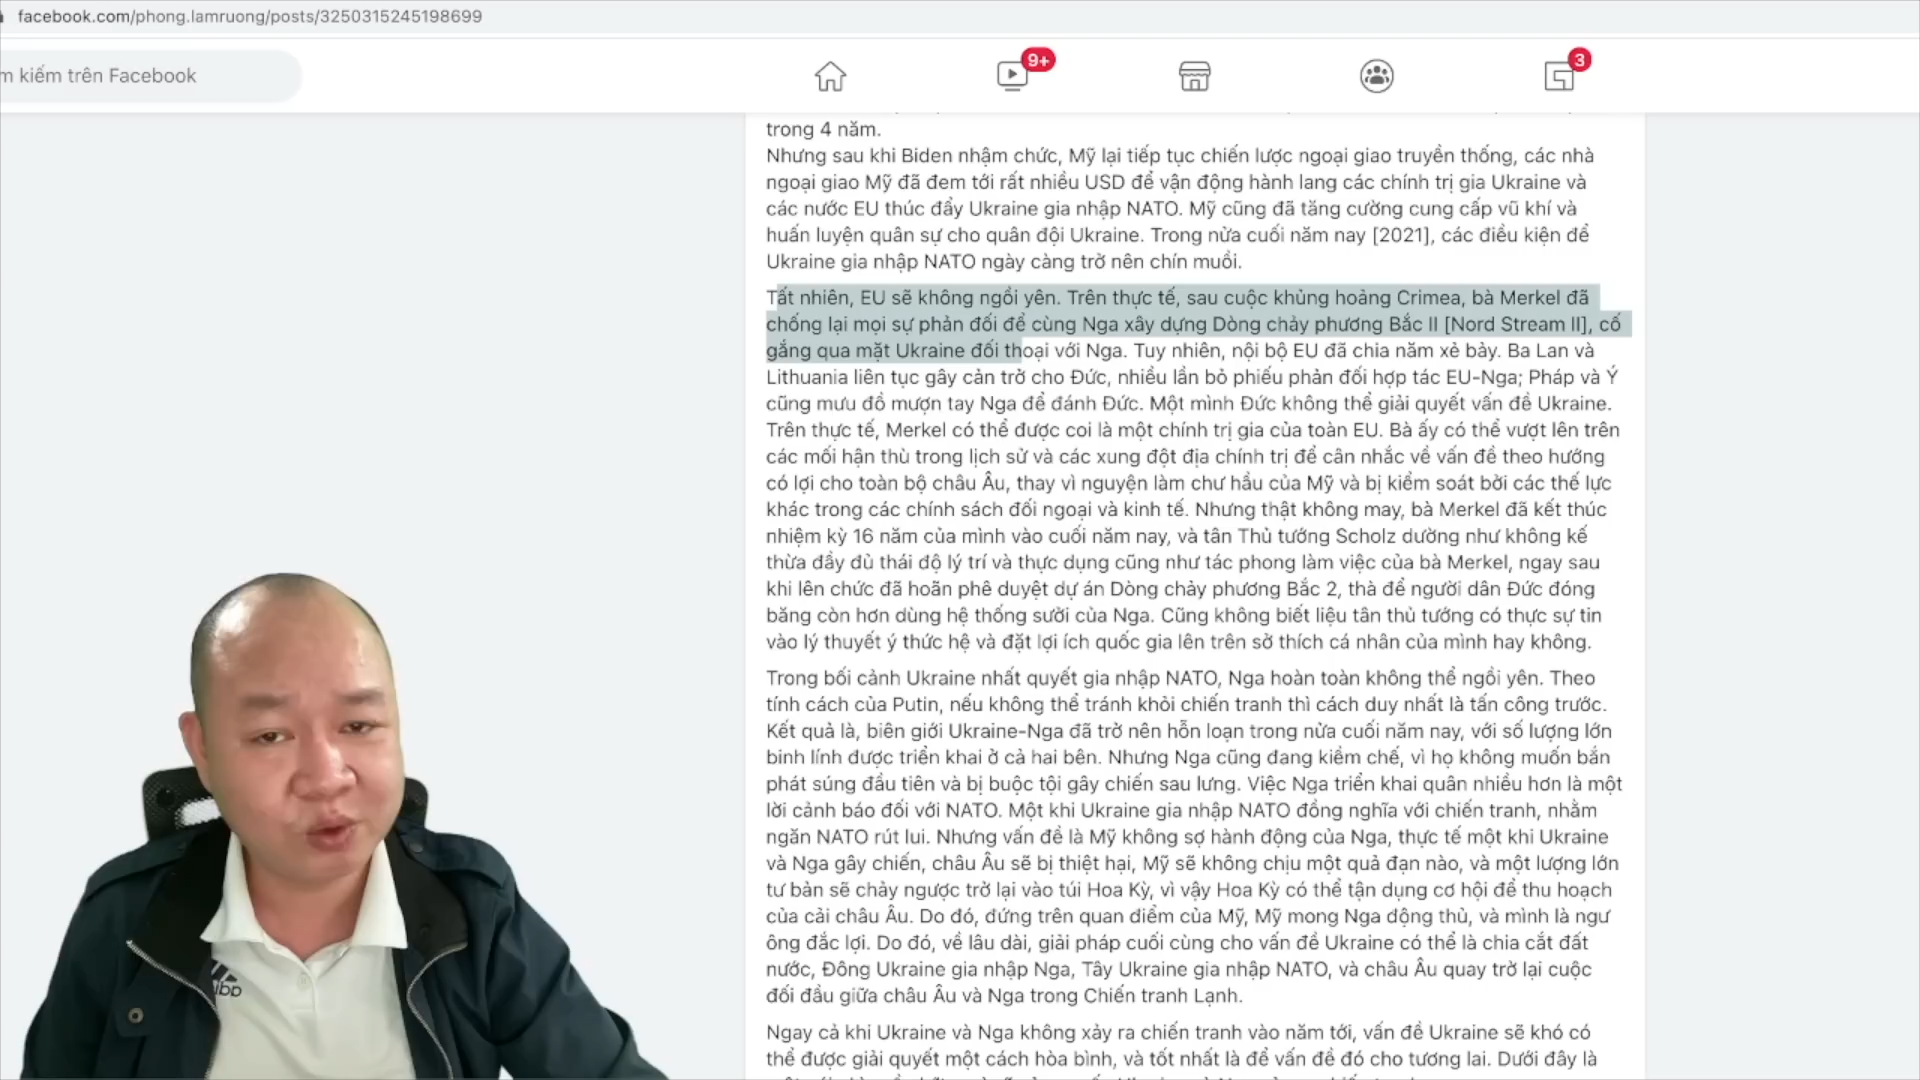 facebook.com/phong.lamruong/posts/3250315245198699
m kiếm trên Facebook
9+
3
trong 4 năm.
Nhưng sau khi Biden nhậm chức, Mỹ lại tiếp tục chiến lược ngoại giao truyền thống, các nhà
ngoại giao Mỹ đã đem tới rất nhiều USD để vận động hành lang các chính trị gia Ukraine và
các nước EU thúc đẩy Ukraine gia nhập NATO. Mỹ cũng đã tăng cường cung cấp vũ khí và
huấn luyện quân sự cho quân đội Ukraine. Trong nửa cuối năm nay [2021], các điều kiện để
Ukraine gia nhập NATO ngày càng trở nên chín muồi.
Tất nhiên, EU sẽ không ngồi yên. Trên thực tế, sau cuộc khủng hoảng Crimea, bà Merkel đã
chống lại mọi sự phản đối để cùng Nga xây dựng Dòng chảy phương Bắc II [Nord Stream II], cố
gắng qua mặt Ukraine đối thoại với Nga. Tuy nhiên, nội bộ EU đã chia năm xẻ bảy. Ba Lan và
Lithuania liên tục gây cản trở cho Đức, nhiều lần bỏ phiếu phản đối hợp tác EU-Nga; Pháp và Ý
cũng mưu đồ mượn tay Nga để đánh Đức. Một mình Đức không thể giải quyết vấn đề Ukraine.
Trên thực tế, Merkel có thể được coi là một chính trị gia của toàn EU. Bà ấy có thể vượt lên trên
các mối hận thù trong lịch sử và các xung đột địa chính trị để cân nhắc về vấn đề theo hướng
có lợi cho toàn bộ châu Âu, thay vì nguyện làm chư hầu của Mỹ và bị kiểm soát bởi các thế lực
khác trong các chính sách đối ngoại và kinh tế. Nhưng thật không may, bà Merkel đã kết thúc
nhiệm kỳ 16 năm của mình vào cuối năm nay, và tân Thủ tướng Scholz dường như không kế
thừa đầy đủ thái độ lý trí và thực dụng cũng như tác phong làm việc của bà Merkel, ngay sau
khi lên chức đã hoãn phê duyệt dự án Dòng chảy phương Bắc 2, thà để người dân Đức đóng
băng còn hơn dùng hệ thống sưởi của Nga. Cũng không biết liệu tân thủ tướng có thực sự tin
vào lý thuyết ý thức hệ và đặt lợi ích quốc gia lên trên sở thích cá nhân của mình hay không.
Trong bối cảnh Ukraine nhất quyết gia nhập NATO, Nga hoàn toàn không thể ngồi yên. Theo
tính cách của Putin, nếu không thể tránh khỏi chiến tranh thì cách duy nhất là tấn công trước.
Kết quả là, biên giới Ukraine-Nga đã trở nên hỗn loạn trong nửa cuối năm nay, với số lượng lớn
binh lính được triển khai ở cả hai bên. Nhưng Nga cũng đang kiềm chế, vì họ không muốn bắn
phát súng đầu tiên và bị buộc tội gây chiến sau lưng. Việc Nga triển khai quân nhiều hơn là một
lời cảnh báo đối với NATO. Một khi Ukraine gia nhập NATO đồng nghĩa với chiến tranh, nhằm
ngăn NATO rút lui. Nhưng vấn đề là Mỹ không sợ hành động của Nga, thực tế một khi Ukraine
và Nga gây chiến, châu Âu sẽ bị thiệt hại, Mỹ sẽ không chịu một quả đạn nào, và một lượng lớn
tư bản sẽ chảy ngược trở lại vào túi Hoa Kỳ, vì vậy Hoa Kỳ có thể tận dụng cơ hội để thu hoạch
của cải châu Âu. Do đó, đứng trên quan điểm của Mỹ, Mỹ mong Nga động thủ, và mình là ngư
ông đắc lợi. Do đó, về lâu dài, giải pháp cuối cùng cho vấn đề Ukraine có thể là chia cắt đất
nước, Đông Ukraine gia nhập Nga, Tây Ukraine gia nhập NATO, và châu Âu quay trở lại cuộc
đối đầu giữa châu Âu và Nga trong Chiến tranh Lạnh.
Ngay cả khi Ukraine và Nga không xảy ra chiến tranh vào năm tới, vấn đề Ukraine sẽ khó có
thể được giải quyết một cách hòa bình, và tốt nhất là để vấn đề đó cho tương lai. Dưới đây là